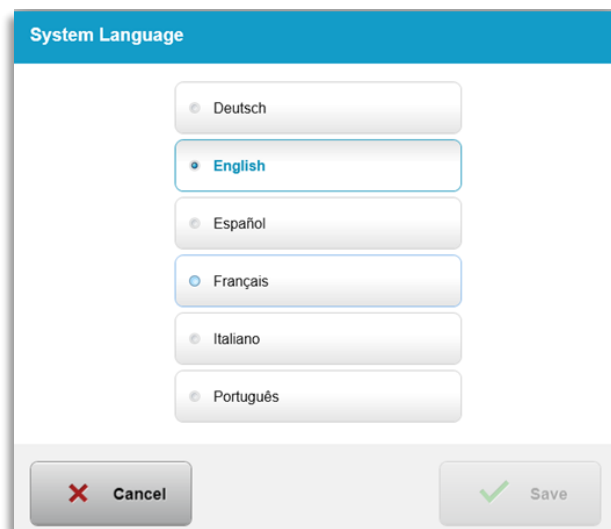 System Language
Deutsch
English
Español
Français
Italiano
Português
Cancel
Save